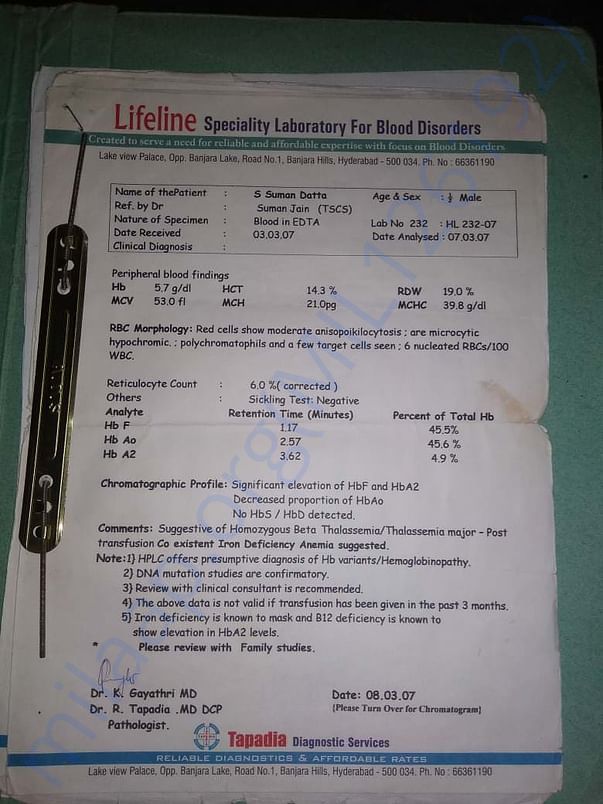 Lifeline Speciality Laboratory For Blood Disorders
Created to serve a need for reliable and affordable expertise with focus on Blood Disorders
Lake view Palace, Opp. Banjara Lake, Road No.1, Banjara Hills, Hyderabad - 500 034. Ph. No : 66361190
Name of thePatient : S Suman Datta Age & Sex : ½ Male
Ref. by Dr : Suman Jain (TSCS)
Nature of Specimen : Blood in EDTA Lab No 232 : HL 232-07
Date Received : 03.03.07 Date Analysed : 07.03.07
Clinical Diagnosis :
Peripheral blood findings
Hb 5.7 g/dl HCT 14.3 % RDW 19.0 %
MCV 53.0 fl MCH 21.0pg MCHC 39.8 g/dl
RBC Morphology: Red cells show moderate anisopoikilocytosis ; are microcytic
hypochromic. ; polychromatophils and a few target cells seen ; 6 nucleated RBCs/100
WBC.
Reticulocyte Count : 6.0 %( corrected )
Others : Sickling Test: Negative
Analyte Retention Time (Minutes) Percent of Total Hb
Hb F 1.17 45.5%
Hb Ao 2.57 45.6 %
Hb A2 3.62 4.9 %
Chromatographic Profile: Significant elevation of HbF and HbA2
Decreased proportion of HbAo
No HbS / HbD detected.
Comments: Suggestive of Homozygous Beta Thalassemia/Thalassemia major - Post
transfusion Co existent Iron Deficiency Anemia suggested.
Note:1} HPLC offers presumptive diagnosis of Hb variants/Hemoglobinopathy.
2} DNA mutation studies are confirmatory.
3} Review with clinical consultant is recommended.
4} The above data is not valid if transfusion has been given in the past 3 months.
5} Iron deficiency is known to mask and B12 deficiency is known to
show elevation in HbA2 levels.
* Please review with Family studies.
Dr. K. Gayathri MD Date: 08.03.07
Dr. R. Tapadia .MD DCP {Please Turn Over for Chromatogram}
Pathologist.
Tapadia Diagnostic Services
RELIABLE DIAGNOSTICS & AFFORDABLE RATES
Lake view Palace, Opp. Banjara Lake, Road No.1, Banjara Hills, Hyderabad - 500 034. Ph. No : 66361190